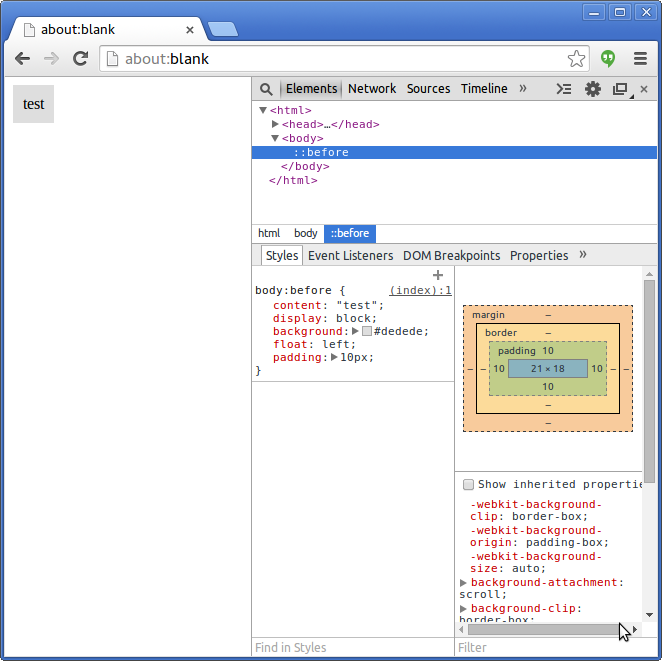 about:blank
about:blank
test
Elements Network Sources Timeline »
<html>
<head>…</head>
<body>
::before
</body>
</html>
html body ::before
Styles Event Listeners DOM Breakpoints Properties »
body:before { (index):1
content: "test";
display: block;
background: #dedede;
float: left;
padding: 10px;
}
margin –
border –
padding 10
– – 10 21 × 18 10 – –
10
–
–
Show inherited propertie
-webkit-background-
clip: border-box;
-webkit-background-
origin: padding-box;
-webkit-background-
size: auto;
background-attachment:
scroll;
background-clip:
border-box;
Find in Styles
Filter